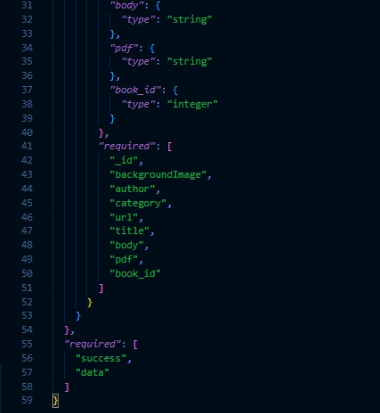 31 "body": {
32 "type": "string"
33 },
34 "pdf": {
35 "type": "string"
36 },
37 "book_id": {
38 "type": "integer"
39 }
40 },
41 "required": [
42 "_id",
43 "backgroundImage",
44 "author",
45 "category",
46 "url",
47 "title",
48 "body",
49 "pdf",
50 "book_id"
51 ]
52 }
53 }
54 },
55 "required": [
56 "success",
57 "data"
58 ]
59 }